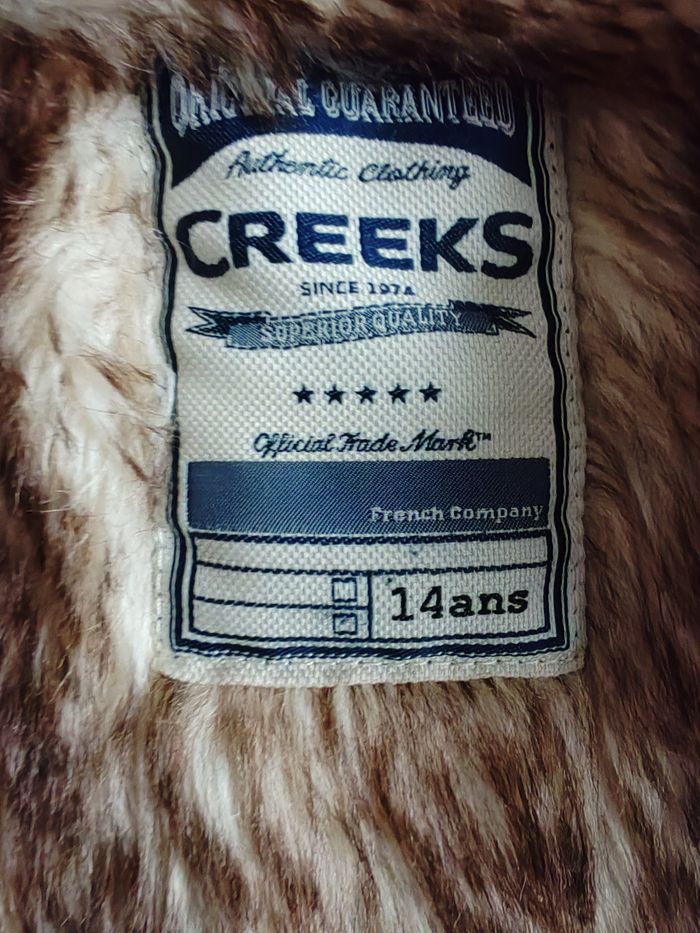 ORIGINAL GUARANTEED
Authentic Clothing
CREEKS
SINCE 1974
SUPERIOR QUALITY
Official Trade Mark™
French Company
14ans